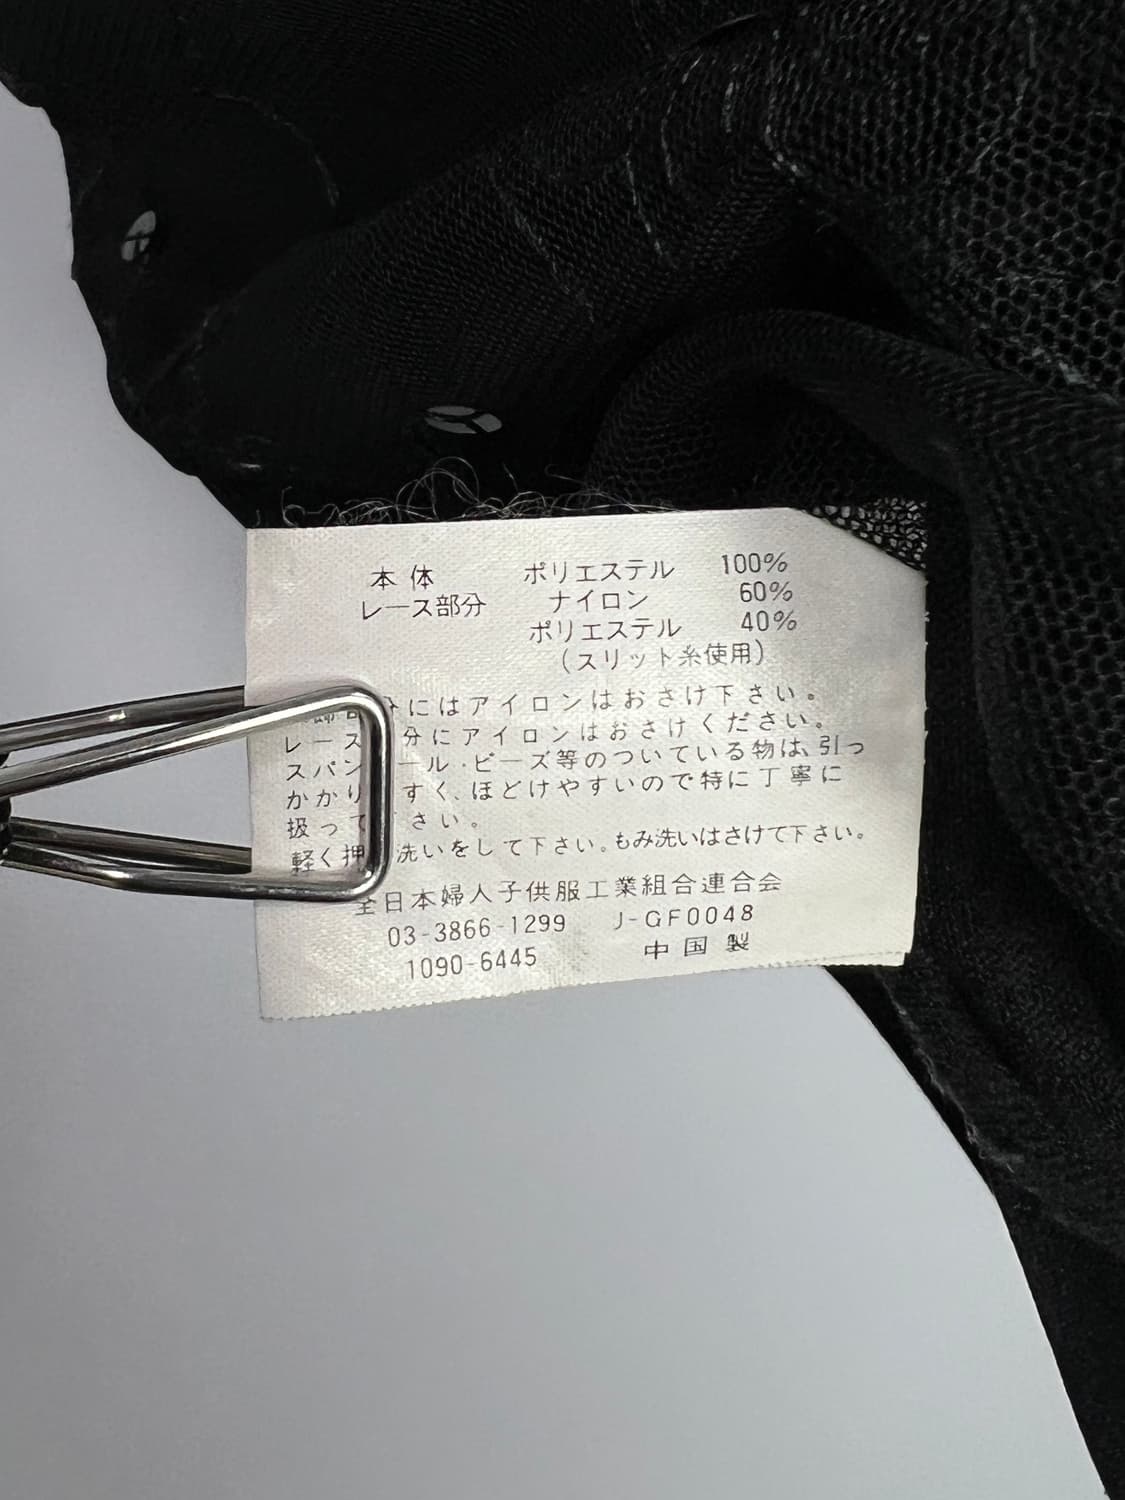 本体 ポリエステル 100%
レース部分 ナイロン 60%
ポリエステル 40%
(スリット糸使用)
にはアイロンはおさけ下さい。
レース 分にアイロンはおさけください。
スパン ール・ビーズ等のついている物は、引っ
かかり すく、ほどけやすいので特に丁寧に
扱って さい。
軽く押 洗いをして下さい。もみ洗いはさけて下さい。
全日本婦人子供服工業組合連合会
03-3866-1299 J-GF0048
1090-6445 中国製